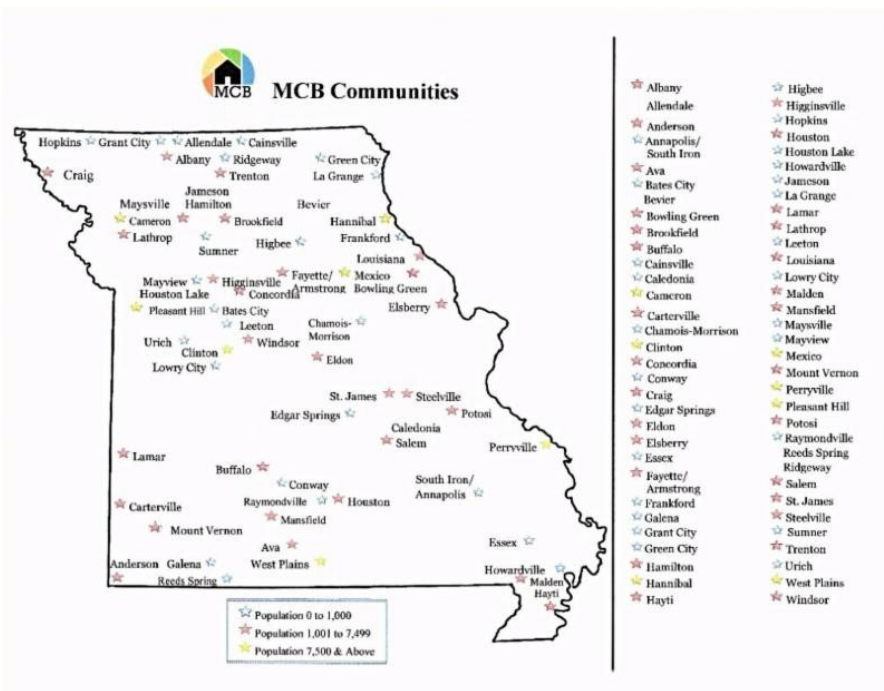 MCB
MCB Communities
Hopkins Grant City Allendale Cainsville
Albany Ridgeway Green City
Craig Trenton La Grange
Jameson
Maysville Hamilton Bevier
Cameron Brookfield Hannibal
Lathrop Sumner Higbee Frankford
Louisiana
Mayview Higginsville Fayette/ Mexico
Houston Lake Concordia Armstrong Bowling Green
Pleasant Hill Bates City Elsberry
Leeton Chamois-
Urich Windsor Morrison
Clinton Eldon
Lowry City
St. James Steelville
Edgar Springs Potosi
Caledonia
Salem Perryville
Lamar
Buffalo
Conway South Iron/
Raymondville Houston Annapolis
Carterville Mansfield
Mount Vernon
Ava Essex
Anderson Galena West Plains Howardville
Reeds Spring Malden
Hayti
Population 0 to 1,000
Population 1,001 to 7,499
Population 7,500 & Above
Albany
Allendale
Anderson
Annapolis/
South Iron
Ava
Bates City
Bevier
Bowling Green
Brookfield
Buffalo
Cainsville
Caledonia
Cameron
Carterville
Chamois-Morrison
Clinton
Concordia
Conway
Craig
Edgar Springs
Eldon
Elsberry
Essex
Fayette/
Armstrong
Frankford
Galena
Grant City
Green City
Hamilton
Hannibal
Hayti
Higbee
Higginsville
Hopkins
Houston
Houston Lake
Howardville
Jameson
La Grange
Lamar
Lathrop
Leeton
Louisiana
Lowry City
Malden
Mansfield
Maysville
Mayview
Mexico
Mount Vernon
Perryville
Pleasant Hill
Potosi
Raymondville
Reeds Spring
Ridgeway
Salem
St. James
Steelville
Sumner
Trenton
Urich
West Plains
Windsor